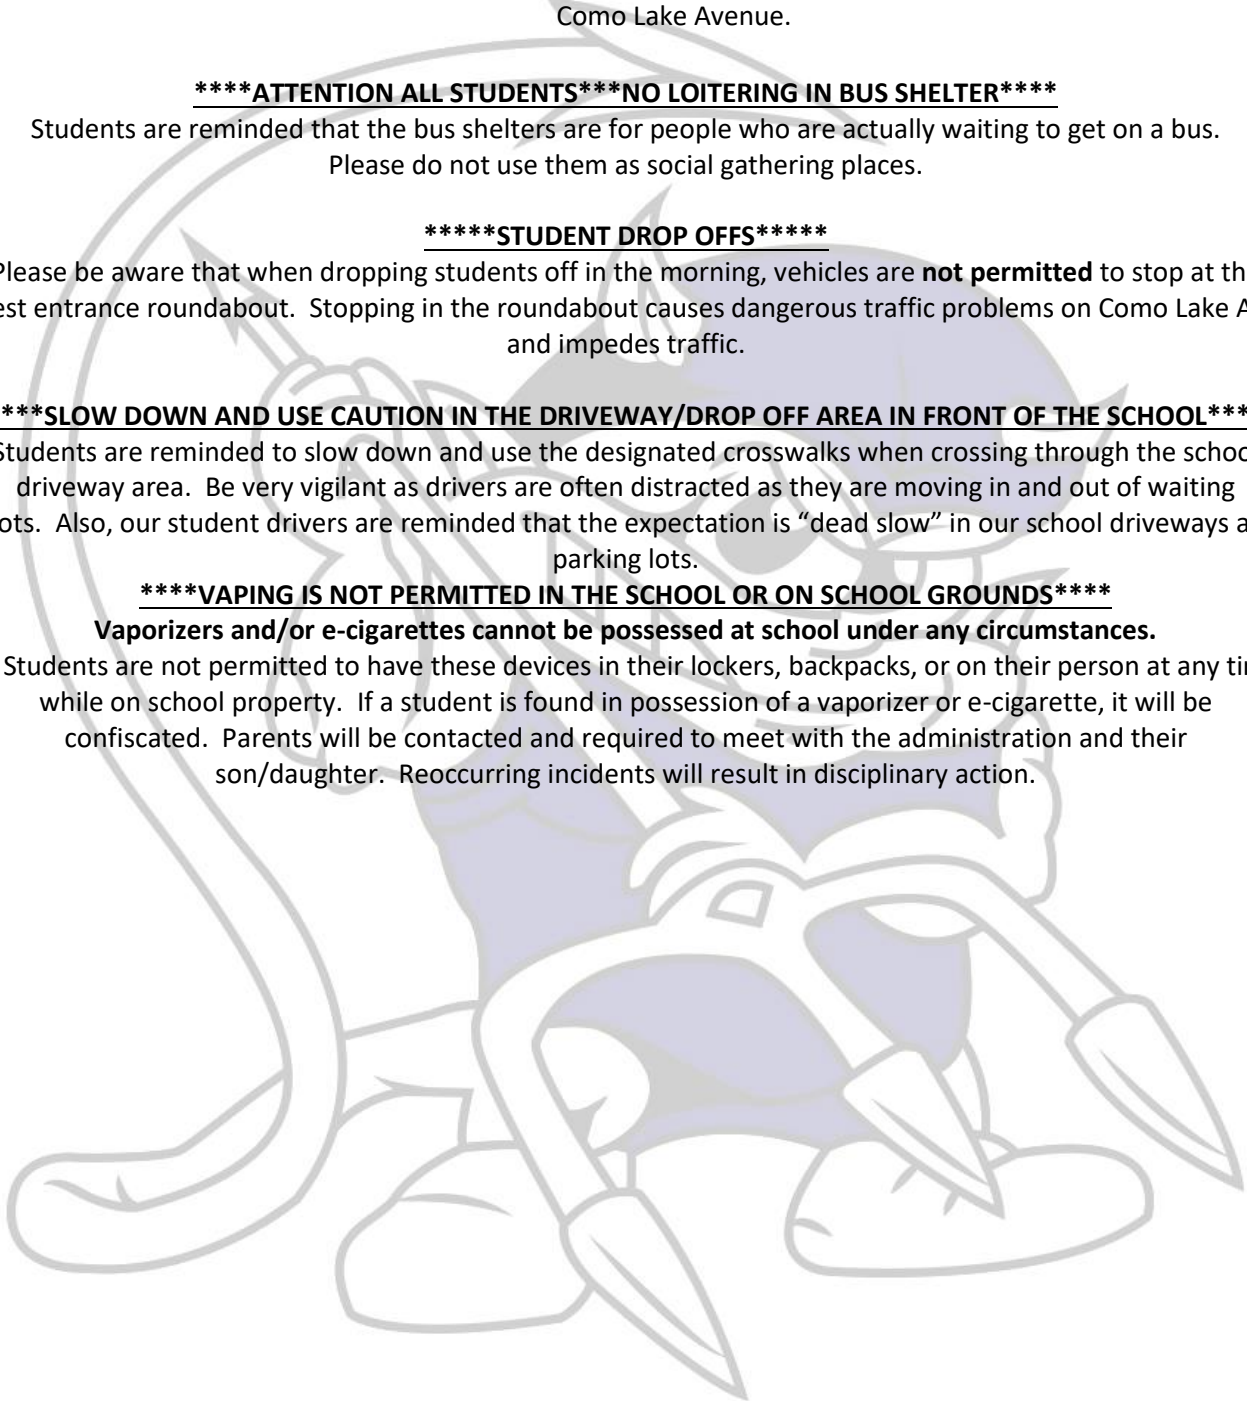 Como Lake Avenue.
****ATTENTION ALL STUDENTS***NO LOITERING IN BUS SHELTER****
Students are reminded that the bus shelters are for people who are actually waiting to get on a bus.
Please do not use them as social gathering places.
*****STUDENT DROP OFFS*****
Please be aware that when dropping students off in the morning, vehicles are not permitted to stop at th
est entrance roundabout. Stopping in the roundabout causes dangerous traffic problems on Como Lake A
and impedes traffic.
***SLOW DOWN AND USE CAUTION IN THE DRIVEWAY/DROP OFF AREA IN FRONT OF THE SCHOOL***
Students are reminded to slow down and use the designated crosswalks when crossing through the schoo
driveway area. Be very vigilant as drivers are often distracted as they are moving in and out of waiting
ots. Also, our student drivers are reminded that the expectation is “dead slow” in our school driveways a
parking lots.
****VAPING IS NOT PERMITTED IN THE SCHOOL OR ON SCHOOL GROUNDS****
Vaporizers and/or e-cigarettes cannot be possessed at school under any circumstances.
Students are not permitted to have these devices in their lockers, backpacks, or on their person at any ti
while on school property. If a student is found in possession of a vaporizer or e-cigarette, it will be
confiscated. Parents will be contacted and required to meet with the administration and their
son/daughter. Reoccurring incidents will result in disciplinary action.